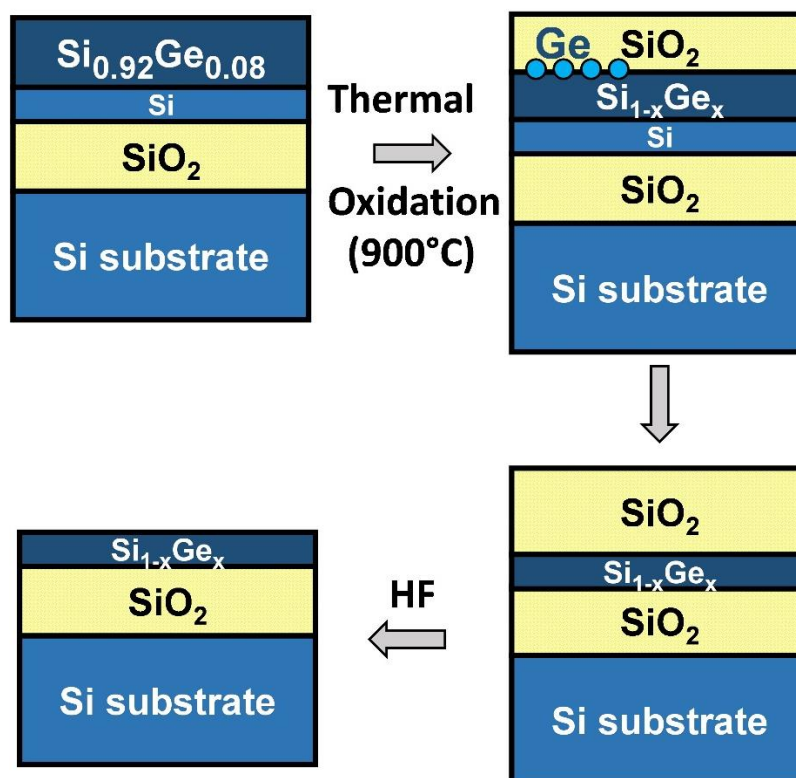 Si₀.₉₂Ge₀.₀₈
Si
SiO₂
Si substrate
Thermal
Oxidation
(900°C)
Ge SiO₂
Si₁₋ₓGeₓ
Si
SiO₂
Si substrate
SiO₂
Si₁₋ₓGeₓ
SiO₂
Si substrate
HF
Si₁₋ₓGeₓ
SiO₂
Si substrate